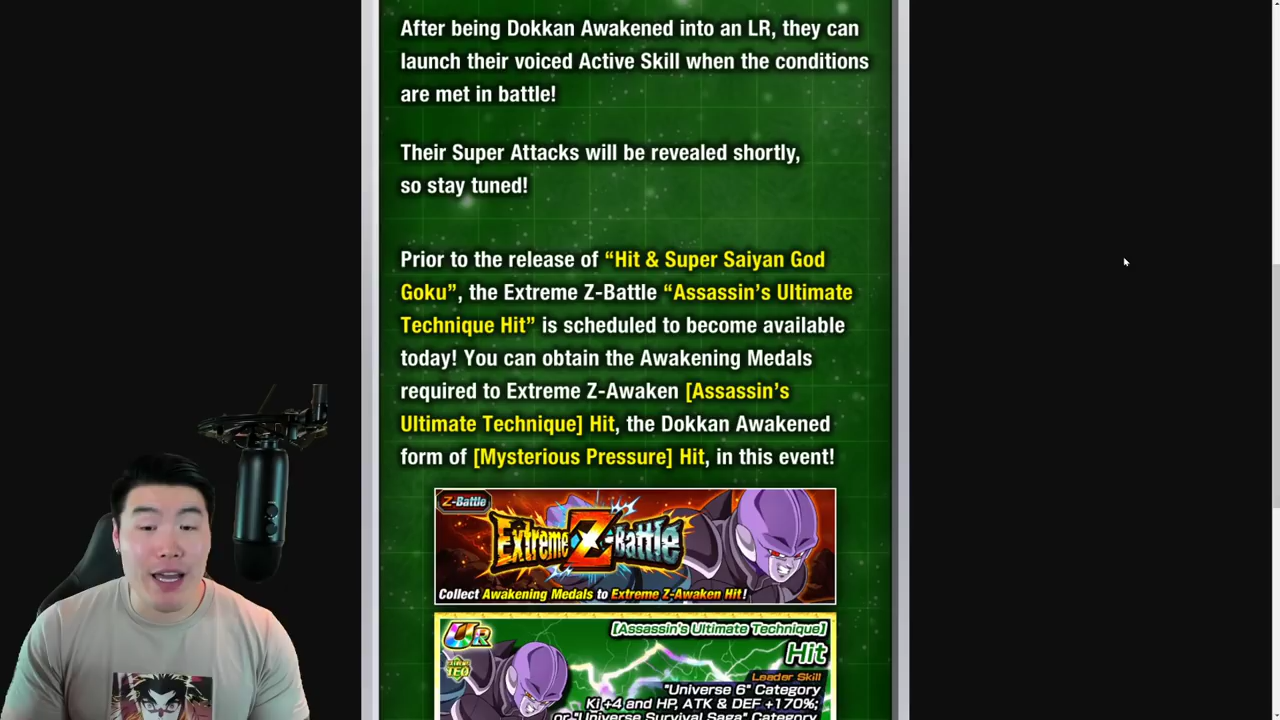 After being Dokkan Awakened into an LR, they can
launch their voiced Active Skill when the conditions
are met in battle!
Their Super Attacks will be revealed shortly,
so stay tuned!
Prior to the release of “Hit & Super Saiyan God
Goku”, the Extreme Z-Battle “Assassin’s Ultimate
Technique Hit” is scheduled to become available
today! You can obtain the Awakening Medals
required to Extreme Z-Awaken [Assassin’s
Ultimate Technique] Hit, the Dokkan Awakened
form of [Mysterious Pressure] Hit, in this event!
Z-Battle
Extreme Z Battle
Collect Awakening Medals to Extreme Z-Awaken Hit!
UR
[Assassin's Ultimate Technique]
Hit
Leader Skill
"Universe 6" Category
Ki +4 and HP, ATK & DEF +170%;
or "Universe Survival Saga" Category